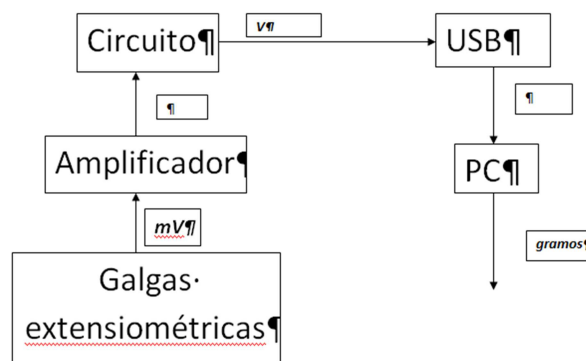 Circuito¶
V¶
USB¶
¶
¶
Amplificador¶
PC¶
mV¶
gramos¶
Galgas·
extensiométricas¶